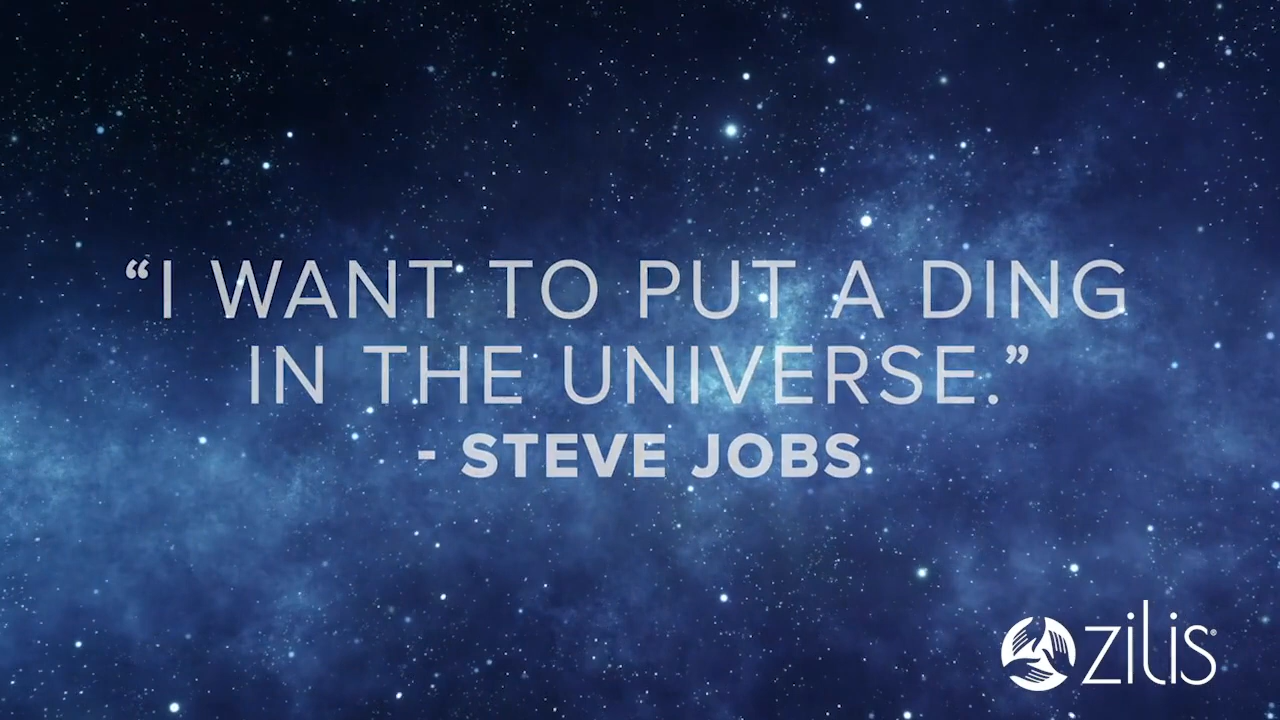 “I WANT TO PUT A DING
IN THE UNIVERSE.”
- STEVE JOBS
zilis®